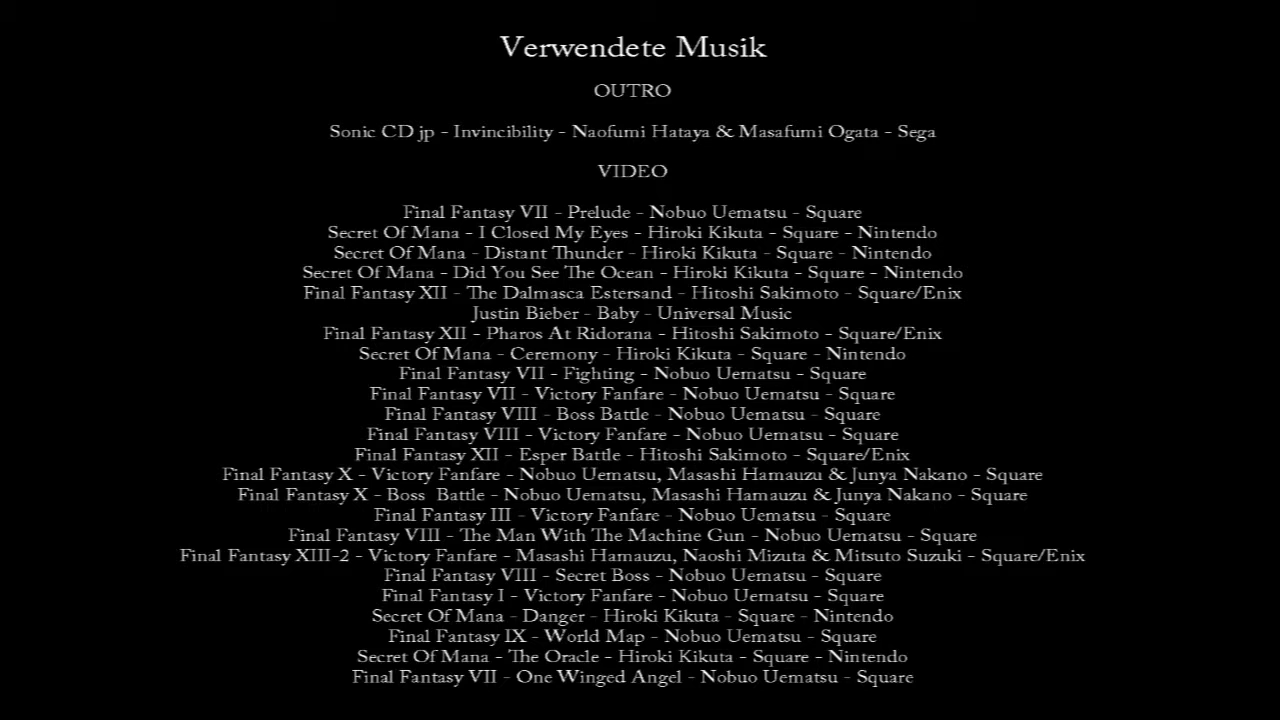 Verwendete Musik
OUTRO
Sonic CD jp - Invincibility - Naofumi Hataya & Masafumi Ogata - Sega
VIDEO
Final Fantasy VII - Prelude - Nobuo Uematsu - Square
Secret Of Mana - I Closed My Eyes - Hiroki Kikuta - Square - Nintendo
Secret Of Mana - Distant Thunder - Hiroki Kikuta - Square - Nintendo
Secret Of Mana - Did You See The Ocean - Hiroki Kikuta - Square - Nintendo
Final Fantasy XII - The Dalmasca Estersand - Hitoshi Sakimoto - Square/Enix
Justin Bieber - Baby - Universal Music
Final Fantasy XII - Pharos At Ridorana - Hitoshi Sakimoto - Square/Enix
Secret Of Mana - Ceremony - Hiroki Kikuta - Square - Nintendo
Final Fantasy VII - Fighting - Nobuo Uematsu - Square
Final Fantasy VII - Victory Fanfare - Nobuo Uematsu - Square
Final Fantasy VIII - Boss Battle - Nobuo Uematsu - Square
Final Fantasy VIII - Victory Fanfare - Nobuo Uematsu - Square
Final Fantasy XII - Esper Battle - Hitoshi Sakimoto - Square/Enix
Final Fantasy X - Victory Fanfare - Nobuo Uematsu, Masashi Hamauzu & Junya Nakano - Square
Final Fantasy X - Boss  Battle - Nobuo Uematsu, Masashi Hamauzu & Junya Nakano - Square
Final Fantasy III - Victory Fanfare - Nobuo Uematsu - Square
Final Fantasy VIII - The Man With The Machine Gun - Nobuo Uematsu - Square
Final Fantasy XIII-2 - Victory Fanfare - Masashi Hamauzu, Naoshi Mizuta & Mitsuto Suzuki - Square/Enix
Final Fantasy VIII - Secret Boss - Nobuo Uematsu - Square
Final Fantasy I - Victory Fanfare - Nobuo Uematsu - Square
Secret Of Mana - Danger - Hiroki Kikuta - Square - Nintendo
Final Fantasy IX - World Map - Nobuo Uematsu - Square
Secret Of Mana - The Oracle - Hiroki Kikuta - Square - Nintendo
Final Fantasy VII - One Winged Angel - Nobuo Uematsu - Square